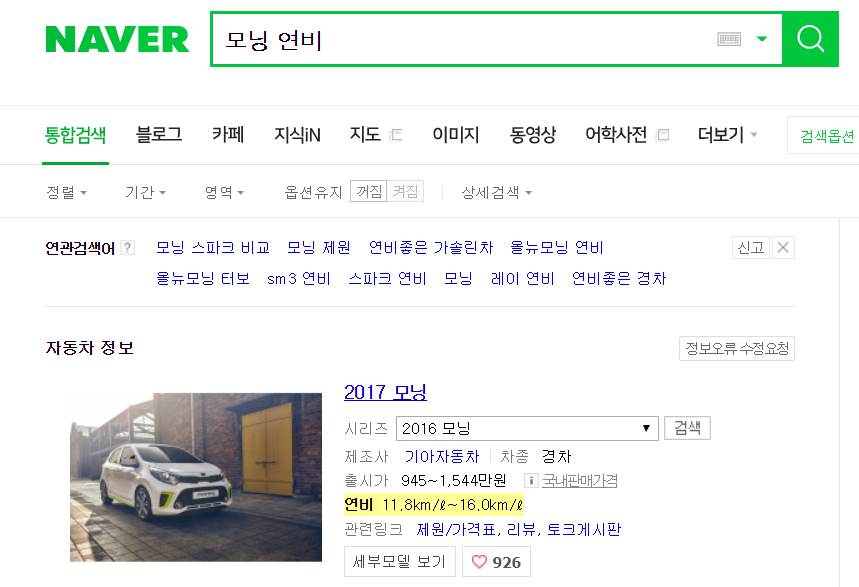 NAVER 모닝 연비
통합검색 블로그 카페 지식iN 지도 이미지 동영상 어학사전 더보기 검색옵션
정렬 기간 영역 옵션유지 꺼짐 켜짐 상세검색
연관검색어 ? 모닝 스파크 비교 모닝 제원 연비좋은 가솔린차 올뉴모닝 연비 신고
올뉴모닝 터보 sm3 연비 스파크 연비 모닝 레이 연비 연비좋은 경차
자동차 정보 정보오류 수정요청
2017 모닝
시리즈 2016 모닝 검색
제조사 기아자동차 차종 경차
출시가 945~1,544만원 i 국내판매가격
연비 11.8km/ℓ~16.0km/ℓ
관련링크 제원/가격표, 리뷰, 토크게시판
세부모델 보기 926